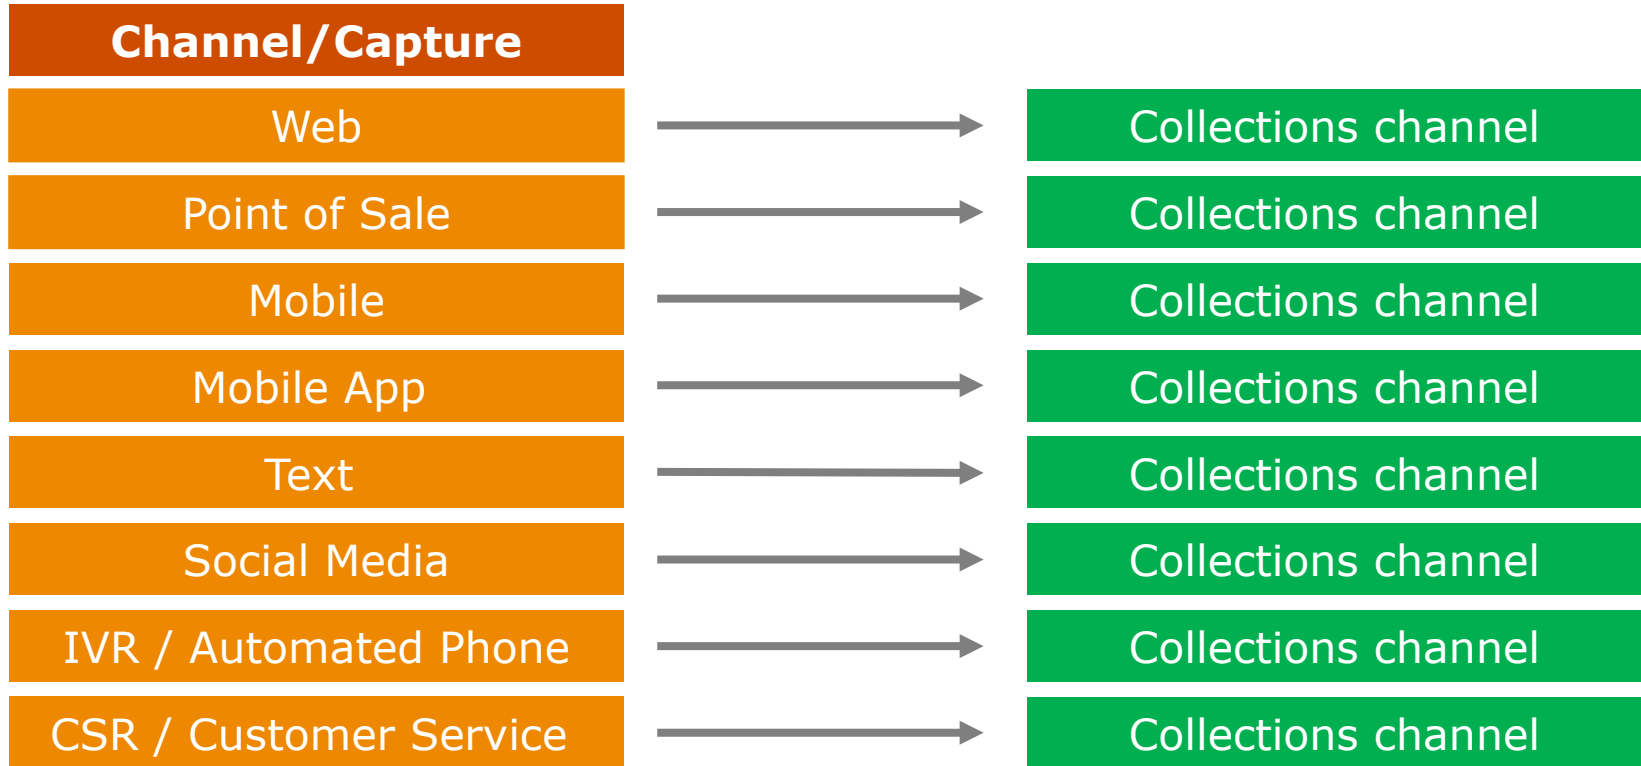 Channel/Capture
Web
Collections channel
Point of Sale
Collections channel
Mobile
Collections channel
Mobile App
Collections channel
Text
Collections channel
Social Media
Collections channel
IVR / Automated Phone
Collections channel
CSR / Customer Service
Collections channel